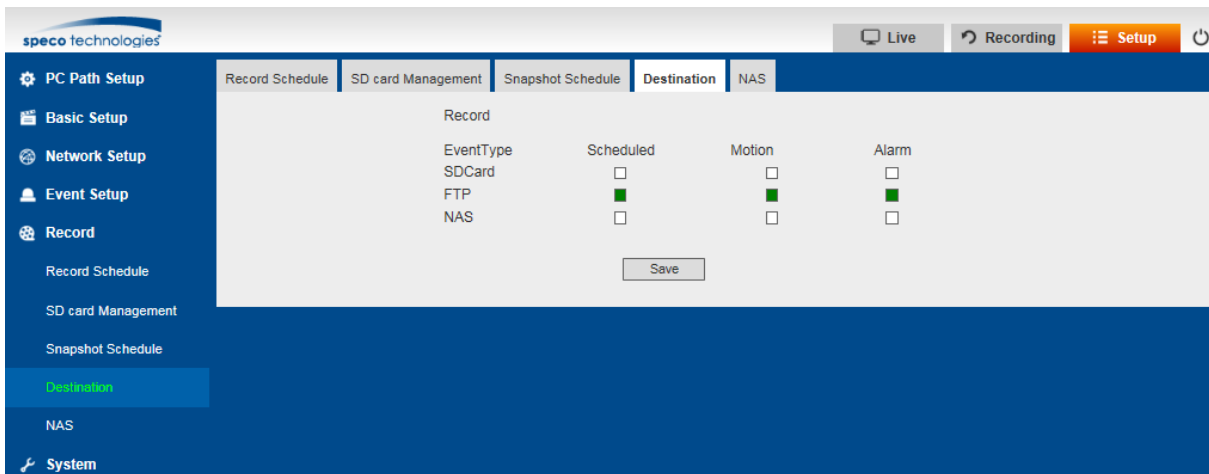 speco technologies
Live
Recording
Setup
PC Path Setup
Basic Setup
Network Setup
Event Setup
Record
Record Schedule
SD card Management
Snapshot Schedule
Destination
NAS
System
Record Schedule
SD card Management
Snapshot Schedule
Destination
NAS
Record
EventType Scheduled Motion Alarm
SDCard
FTP
NAS
Save